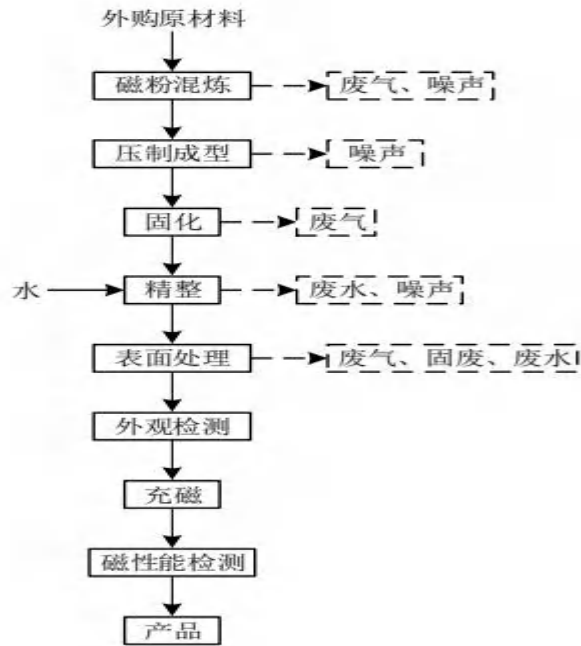 外购原材料
磁粉混炼 废气、噪声
压制成型 噪声
固化 废气
水 精整 废水、噪声
表面处理 废气、固废、废水
外观检测
充磁
磁性能检测
产品